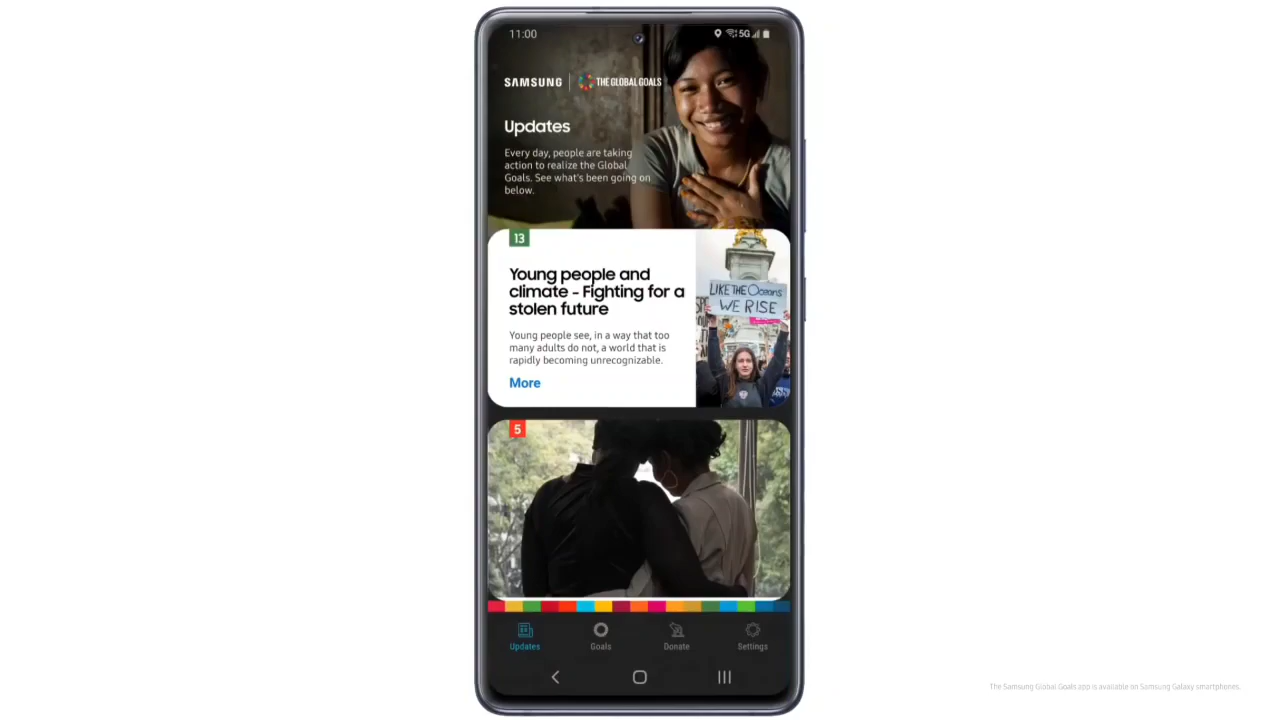 11:00
5G
SAMSUNG
THE GLOBAL GOALS
Updates
Every day, people are taking
action to realize the Global
Goals. See what's been going on
below.
13
Young people and
climate - Fighting for a
stolen future
Young people see, in a way that too
many adults do not, a world that is
rapidly becoming unrecognizable.
More
LIKE THE Oceans
WE RISE
5
Updates
Goals
Donate
Settings
The Samsung Global Goals app is available on Samsung Galaxy smartphones.